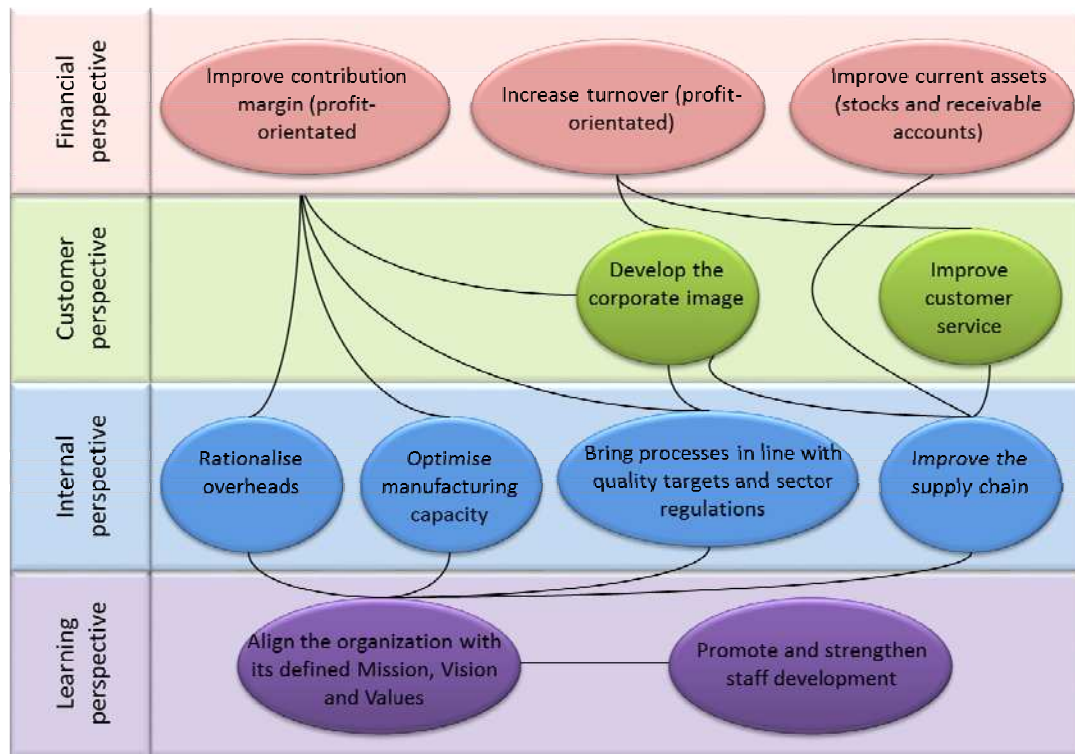 Financial
perspective
Improve contribution
margin (profit-
orientated
Increase turnover (profit-
orientated)
Improve current assets
(stocks and receivable
accounts)
Customer
perspective
Develop the
corporate image
Improve
customer
service
Internal
perspective
Rationalise
overheads
Optimise
manufacturing
capacity
Bring processes in line with
quality targets and sector
regulations
Improve the
supply chain
Learning
perspective
Align the organization with
its defined Mission, Vision
and Values
Promote and strengthen
staff development